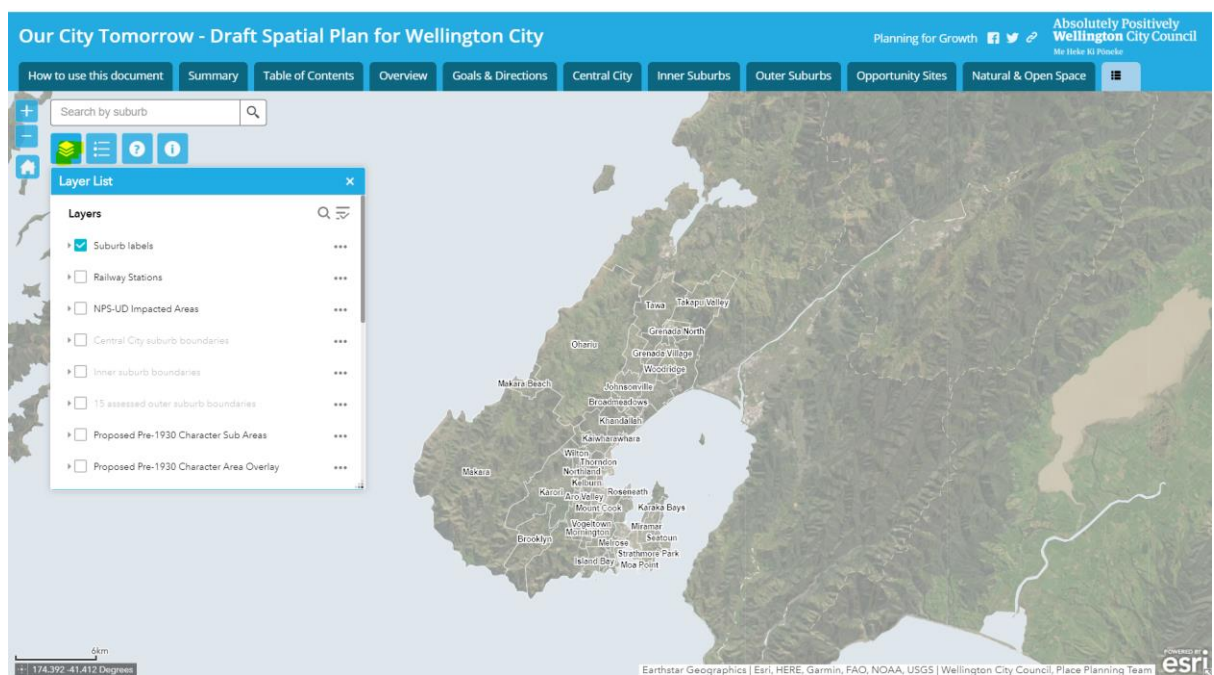 Our City Tomorrow - Draft Spatial Plan for Wellington City
Planning for Growth
Absolutely Positively
Wellington City Council
Me Heke Ki Pōneke
How to use this document
Summary
Table of Contents
Overview
Goals & Directions
Central City
Inner Suburbs
Outer Suburbs
Opportunity Sites
Natural & Open Space
Search by suburb
Layer List
Layers
Suburb labels
Railway Stations
NPS-UD Impacted Areas
Central City suburb boundaries
Inner suburb boundaries
15 assessed outer suburb boundaries
Proposed Pre-1930 Character Sub Areas
Proposed Pre-1930 Character Area Overlay
Tawa
Takapu Valley
Grenada North
Ohariu
Grenada Village
Woodridge
Makara Beach
Johnsonville
Broadmeadows
Khandallah
Kaiwharawhara
Wilton
Thorndon
Makara
Northland
Kelburn
Karori
Aro Valley
Roseneath
Mount Cook
Karaka Bays
Vogeltown
Miramar
Mornington
Brooklyn
Melrose
Seatoun
Strathmore Park
Island Bay
Moa Point
6km
174.392 -41.412 Degrees
Earthstar Geographics | Esri, HERE, Garmin, FAO, NOAA, USGS | Wellington City Council, Place Planning Team
POWERED BY
esri